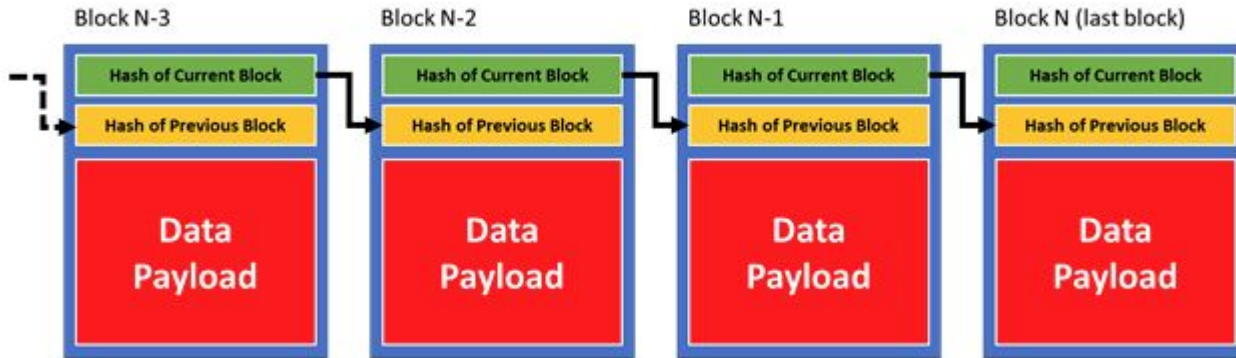 Block N-3
Block N-2
Block N-1
Block N (last block)
Hash of Current Block
Hash of Current Block
Hash of Current Block
Hash of Current Block
Hash of Previous Block
Hash of Previous Block
Hash of Previous Block
Hash of Previous Block
Data
Payload
Data
Payload
Data
Payload
Data
Payload